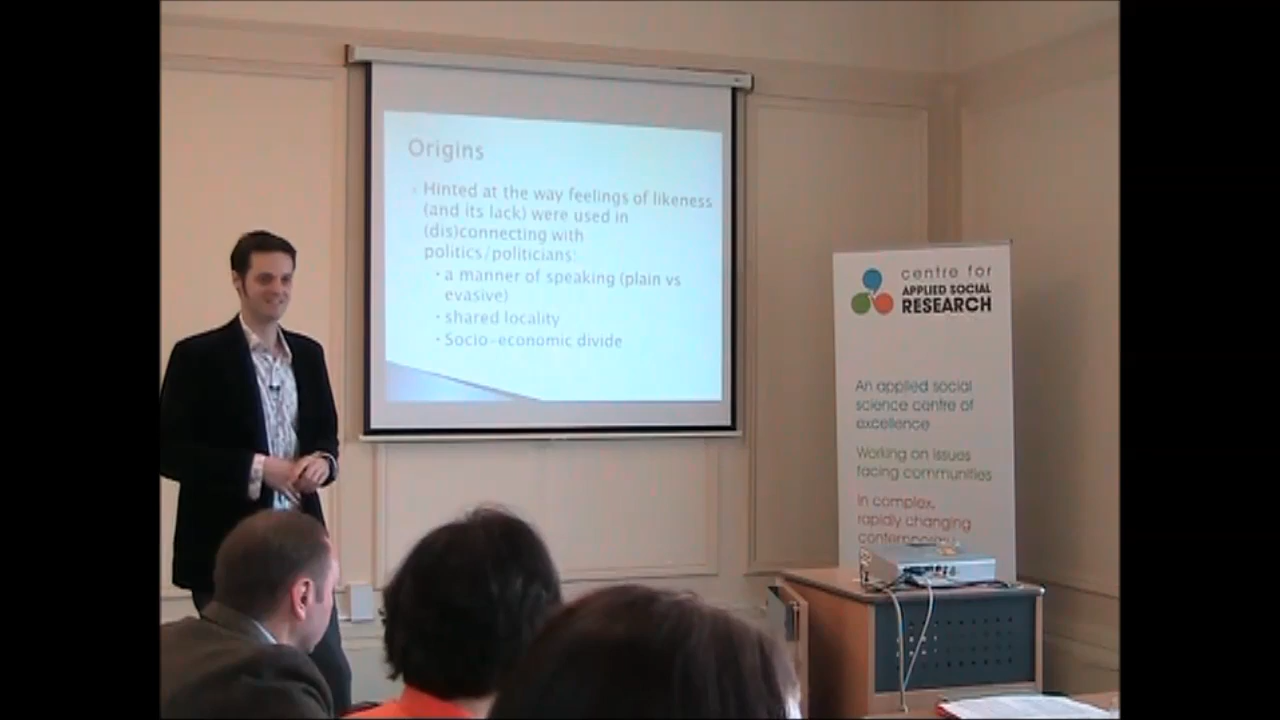 Origins
Hinted at the way feelings of likeness
(and its lack) were used in
(dis)connecting with
politics/politicians:
a manner of speaking (plain vs
evasive)
shared locality
Socio-economic divide
centre for
APPLIED SOCIAL
RESEARCH
An applied social
science centre of
excellence
Working on issues
facing communities
In complex,
rapidly changing
contemporary